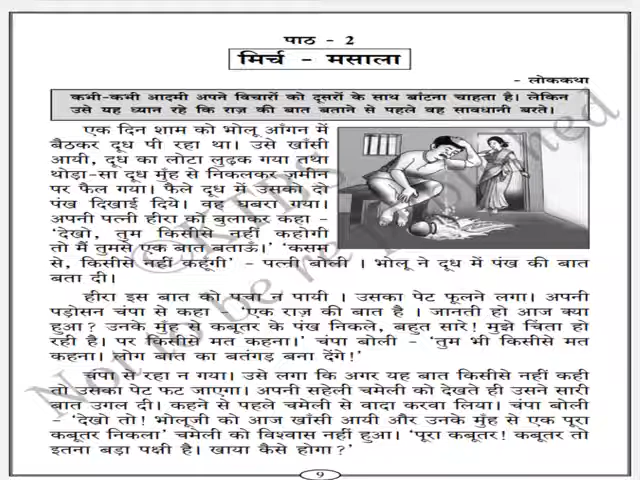 पाठ - 2
मिर्च - मसाला
- लोककथा
कभी-कभी आदमी अपने विचारों को दूसरों के साथ बाँटना चाहता है। लेकिन
उसे यह ध्यान रहे कि राज़ की बात बताने से पहले वह सावधानी बरते।
एक दिन शाम को भोलू आँगन में
बैठकर दूध पी रहा था। उसे खाँसी
आयी, दूध का लोटा लुढ़क गया तथा
थोड़ा-सा दूध मुँह से निकलकर ज़मीन
पर फैल गया। फैले दूध में उसको दो
पंख दिखाई दिये। वह घबरा गया।
अपनी पत्नी हीरा को बुलाकर कहा -
‘देखो, तुम किसीसे नहीं कहोगी
तो मैं तुमसे एक बात बताऊँ।’ ‘कसम
से, किसीसे नहीं कहूँगी’ - पत्नी बोली । भोलू ने दूध में पंख की बात
बता दी।
हीरा इस बात को पचा न पायी । उसका पेट फूलने लगा। अपनी
पड़ोसन चंपा से कहा - ‘एक राज़ की बात है । जानती हो आज क्या
हुआ? उनके मुँह से कबूतर के पंख निकले, बहुत सारे! मुझे चिंता हो
रही है। पर किसीसे मत कहना।’ चंपा बोली - ‘तुम भी किसीसे मत
कहना। लोग बात का बतंगड़ बना देंगे!’
चंपा से रहा न गया। उसे लगा कि अगर यह बात किसीसे नहीं कही
तो उसका पेट फट जाएगा। अपनी सहेली चमेली को देखते ही उसने सारी
बात उगल दी। कहने से पहले चमेली से वादा करवा लिया। चंपा बोली
- ‘देखो तो! भोलूजी को आज खाँसी आयी और उनके मुँह से एक पूरा
कबूतर निकला’ चमेली को विश्वास नहीं हुआ। ‘पूरा कबूतर! कबूतर तो
इतना बड़ा पक्षी है। खाया कैसे होगा?’
9